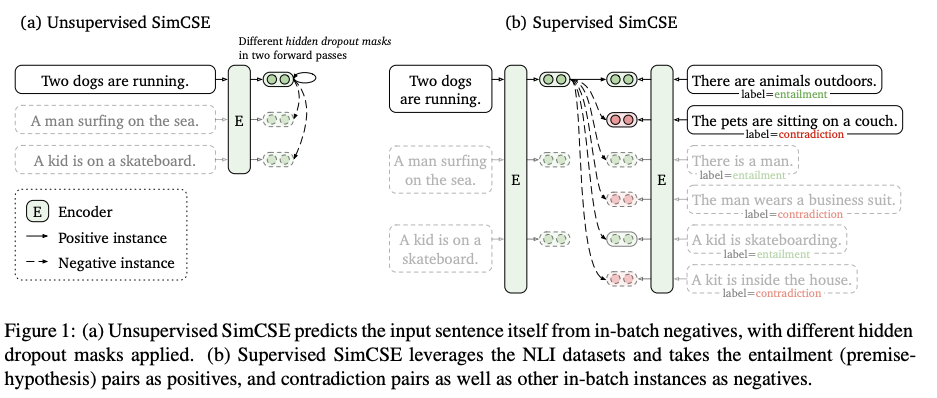 (a) Unsupervised SimCSE
Different hidden dropout masks
in two forward passes
Two dogs are running.
A man surfing on the sea.
A kid is on a skateboard.
E
E Encoder
Positive instance
Negative instance
(b) Supervised SimCSE
Two dogs
are running.
A man surfing
on the sea.
A kid is on a
skateboard.
E
E
There are animals outdoors.
label=entailment
The pets are sitting on a couch.
label=contradiction
There is a man.
label=entailment
The man wears a business suit.
label=contradiction
A kid is skateboarding.
label=entailment
A kit is inside the house.
label=contradiction
Figure 1: (a) Unsupervised SimCSE predicts the input sentence itself from in-batch negatives, with different hidden
dropout masks applied. (b) Supervised SimCSE leverages the NLI datasets and takes the entailment (premise-
hypothesis) pairs as positives, and contradiction pairs as well as other in-batch instances as negatives.